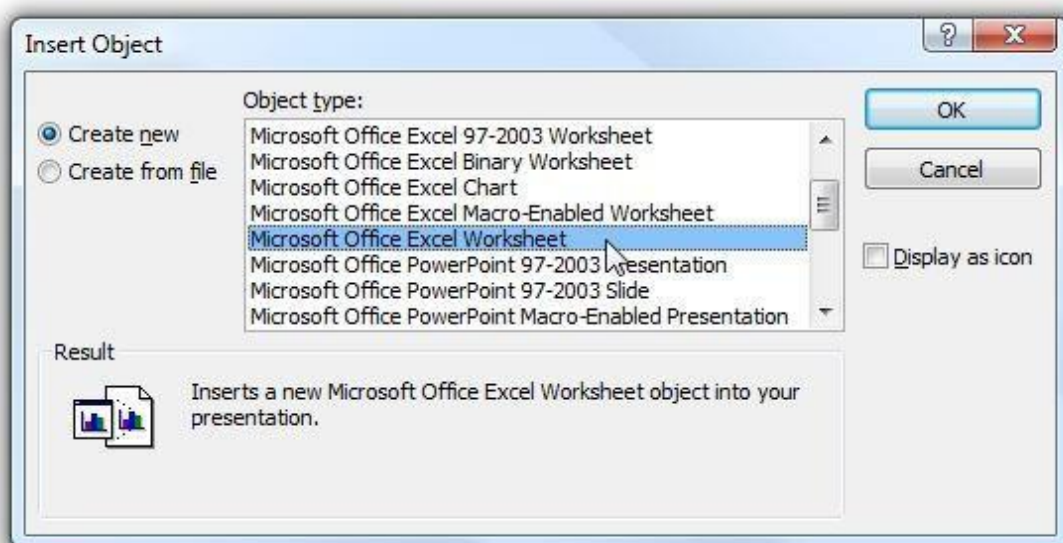 Insert Object
Object type:
Create new
Create from file
Microsoft Office Excel 97-2003 Worksheet
Microsoft Office Excel Binary Worksheet
Microsoft Office Excel Chart
Microsoft Office Excel Macro-Enabled Worksheet
Microsoft Office Excel Worksheet
Microsoft Office PowerPoint 97-2003 Presentation
Microsoft Office PowerPoint 97-2003 Slide
Microsoft Office PowerPoint Macro-Enabled Presentation
OK
Cancel
Display as icon
Result
Inserts a new Microsoft Office Excel Worksheet object into your
presentation.